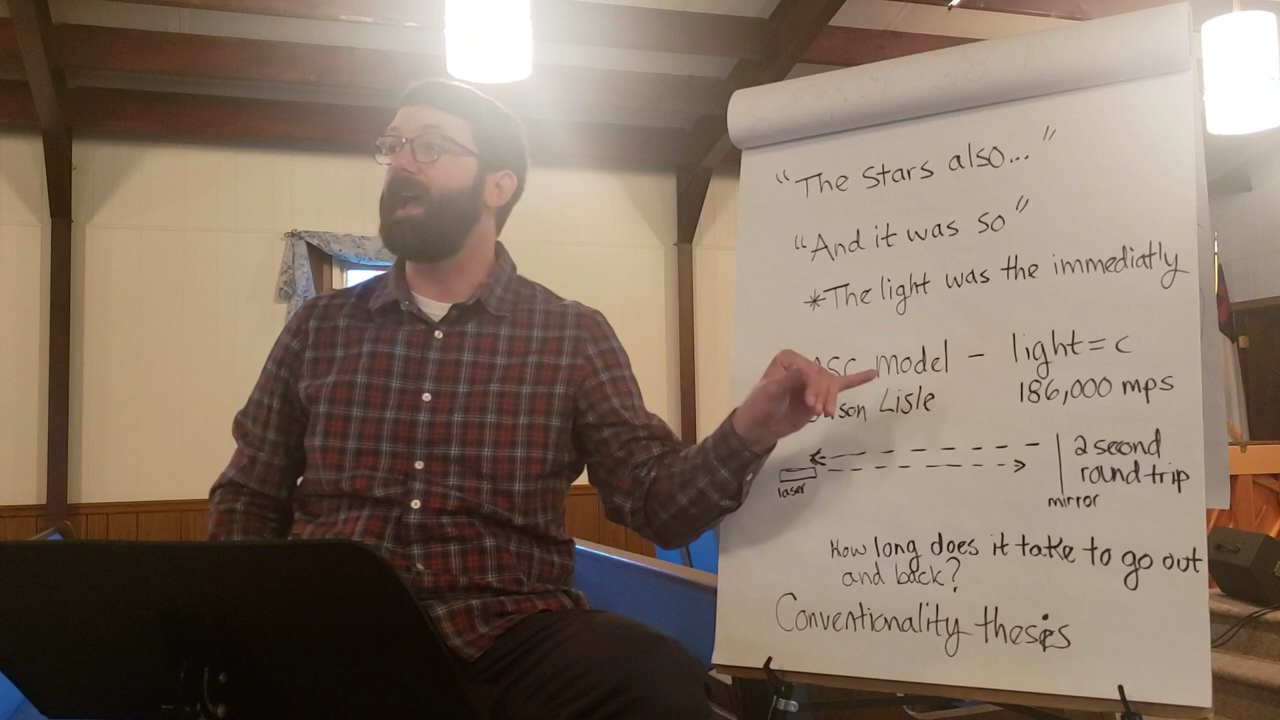 "The Stars also..."
"And it was so"
*The light was the immediatly
model - light = c
Lisle 186,000 mps
2 second
round trip
laser
mirror
How long does it take to go out
and back?
Conventionality thesis